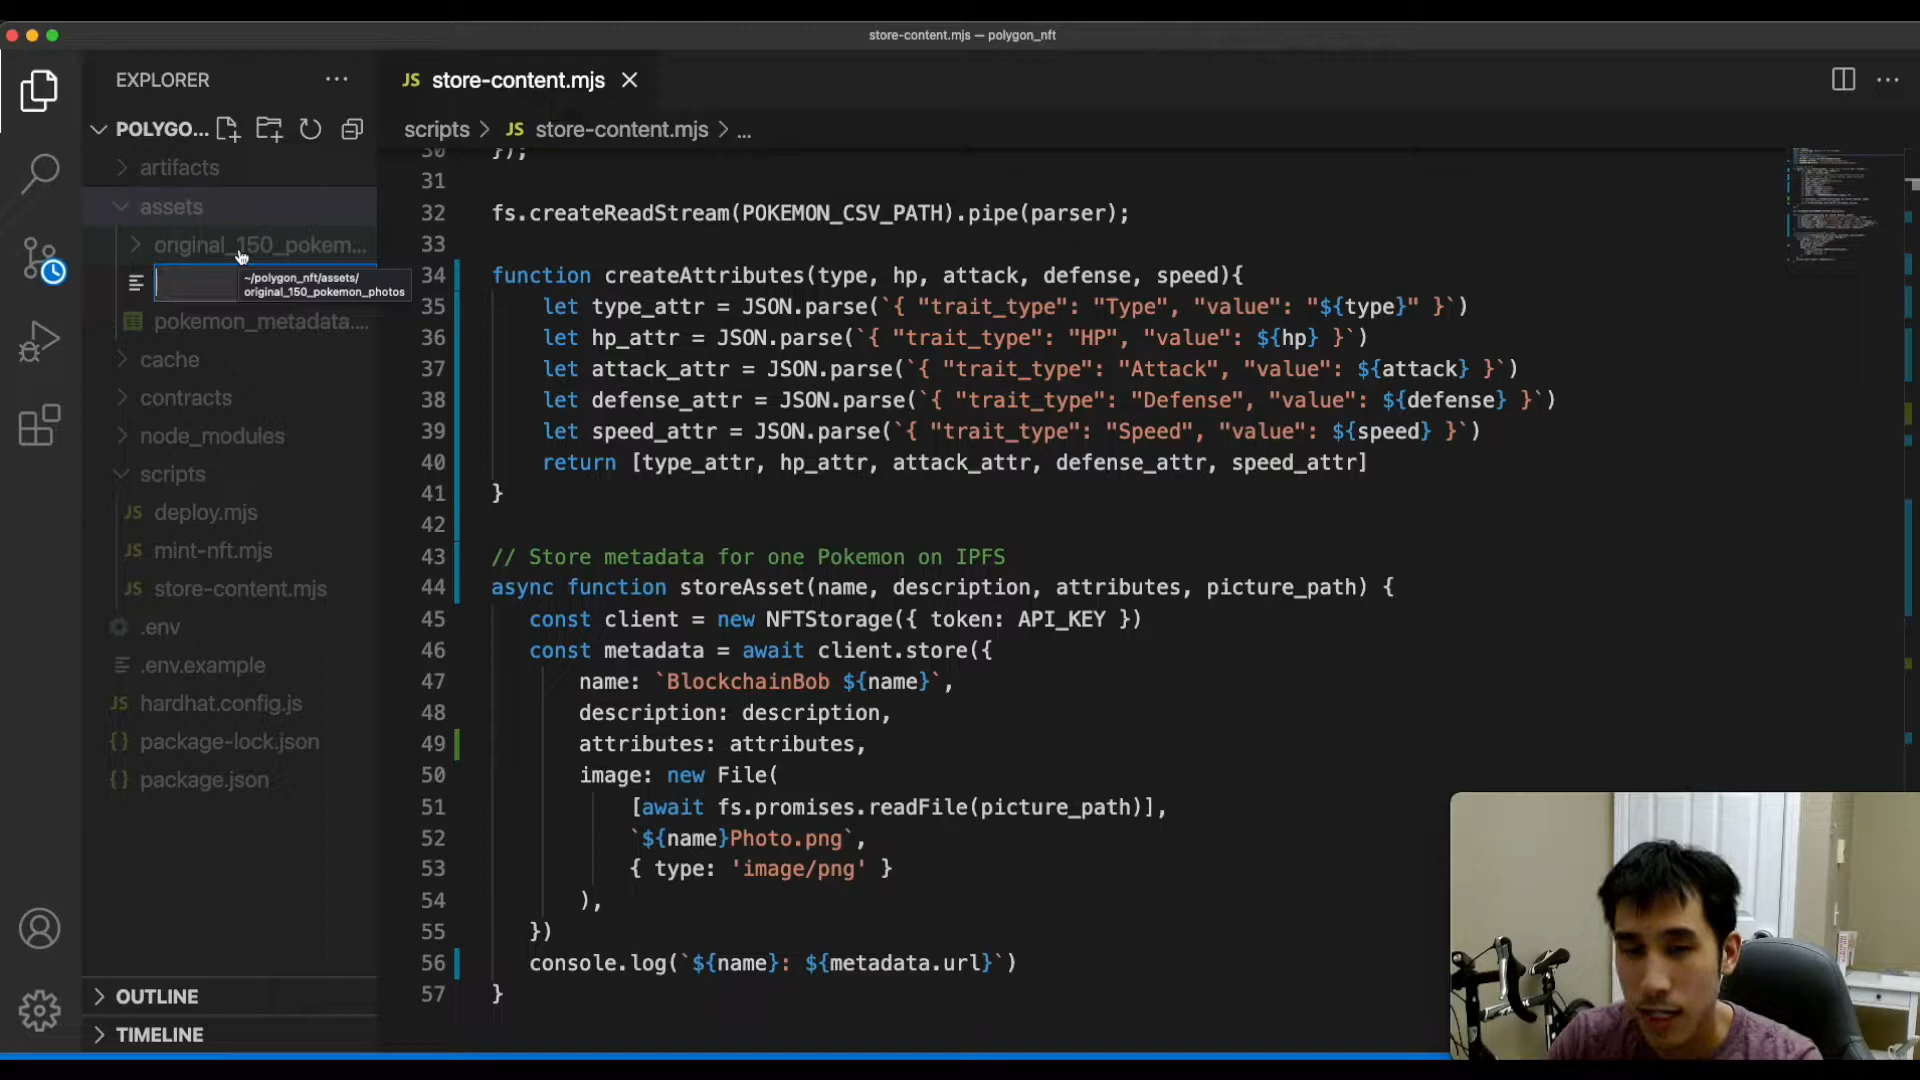 store-content.mjs — polygon_nft
EXPLORER
JS store-content.mjs
POLYGO...
scripts > JS store-content.mjs > ...
artifacts
assets
original_150_pokem...
~/polygon_nft/assets/
original_150_pokemon_photos
pokemon_metadata....
cache
contracts
node_modules
scripts
JS deploy.mjs
JS mint-nft.mjs
JS store-content.mjs
.env
.env.example
JS hardhat.config.js
{} package-lock.json
{} package.json
OUTLINE
TIMELINE
30 });
31
32 fs.createReadStream(POKEMON_CSV_PATH).pipe(parser);
33
34 function createAttributes(type, hp, attack, defense, speed){
35 let type_attr = JSON.parse(`{ "trait_type": "Type", "value": "${type}" }`)
36 let hp_attr = JSON.parse(`{ "trait_type": "HP", "value": ${hp} }`)
37 let attack_attr = JSON.parse(`{ "trait_type": "Attack", "value": ${attack} }`)
38 let defense_attr = JSON.parse(`{ "trait_type": "Defense", "value": ${defense} }`)
39 let speed_attr = JSON.parse(`{ "trait_type": "Speed", "value": ${speed} }`)
40 return [type_attr, hp_attr, attack_attr, defense_attr, speed_attr]
41 }
42
43 // Store metadata for one Pokemon on IPFS
44 async function storeAsset(name, description, attributes, picture_path) {
45 const client = new NFTStorage({ token: API_KEY })
46 const metadata = await client.store({
47 name: `BlockchainBob ${name}`,
48 description: description,
49 attributes: attributes,
50 image: new File(
51 [await fs.promises.readFile(picture_path)],
52 `${name}Photo.png`,
53 { type: 'image/png' }
54 ),
55 })
56 console.log(`${name}: ${metadata.url}`)
57 }